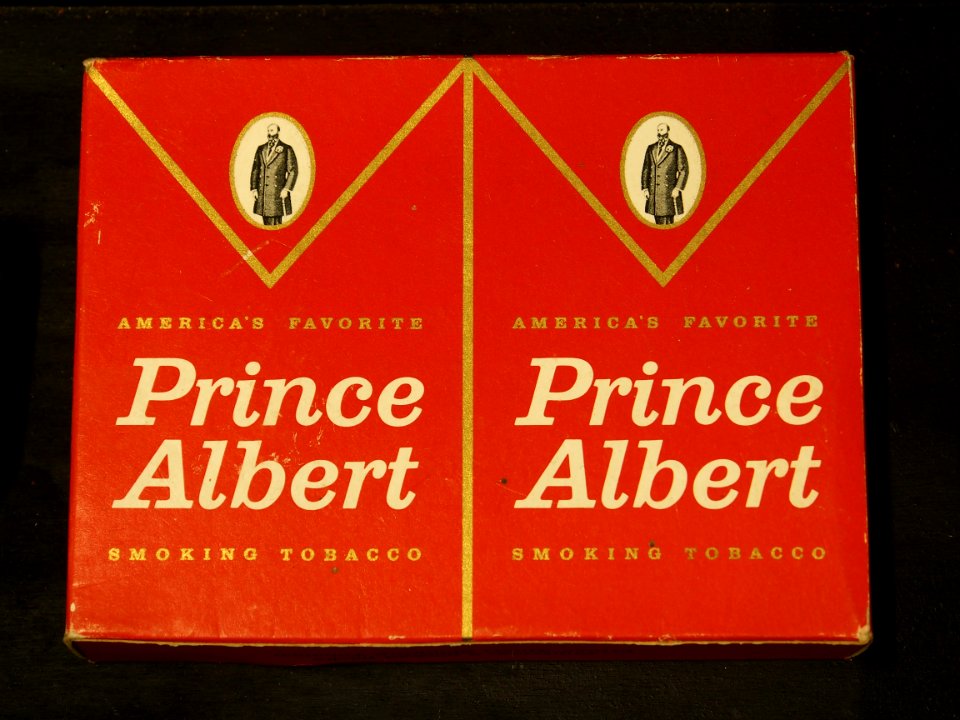 AMERICA'S FAVORITE
Prince
Albert
SMOKING TOBACCO
AMERICA'S FAVORITE
Prince
Albert
SMOKING TOBACCO